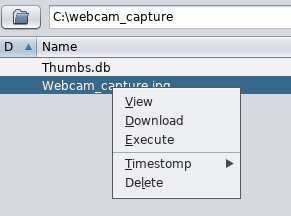 C:\webcam_capture
D Name
Thumbs.db
Webcam_capture.jpg
View
Download
Execute
Timestomp
Delete